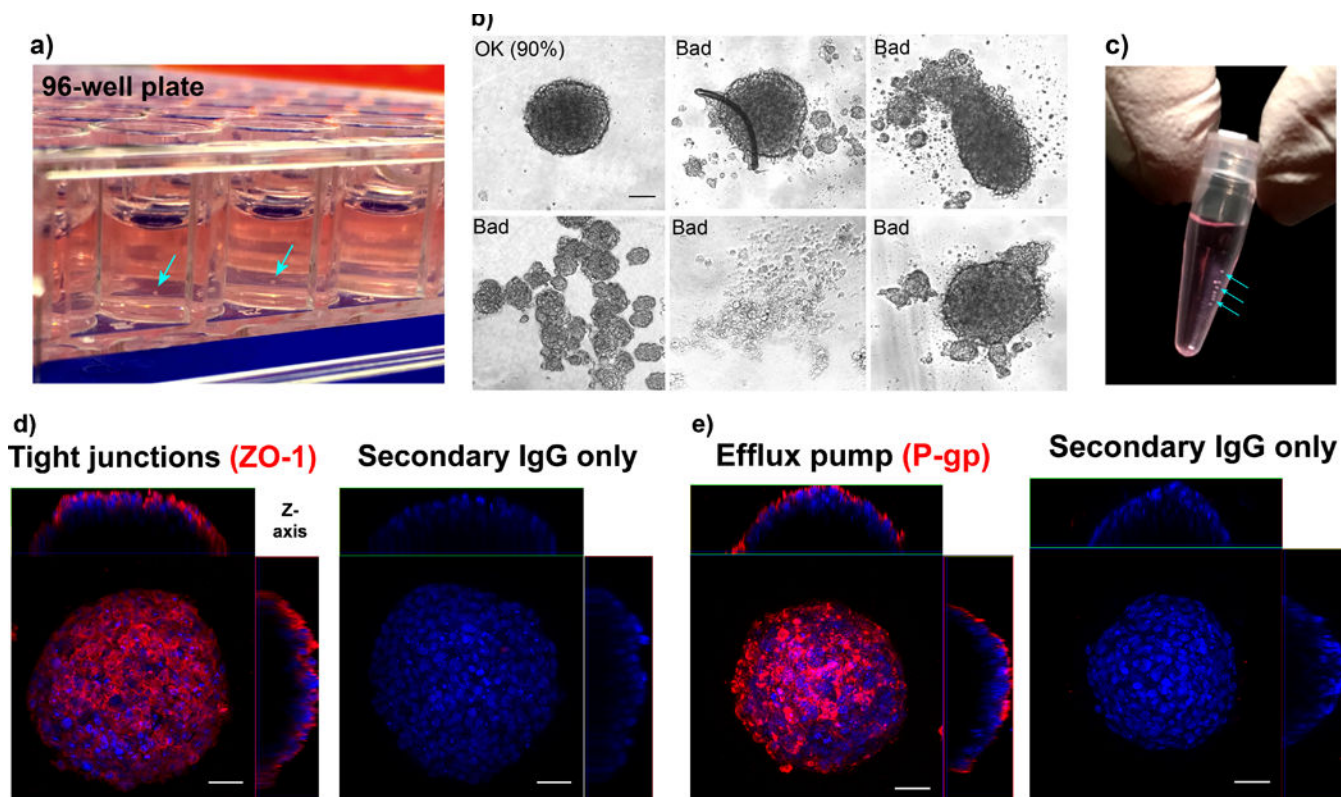 a)
96-well plate
b)
OK (90%)
Bad
Bad
Bad
Bad
Bad
c)
d)
Tight junctions (ZO-1)
Secondary IgG only
Z-
axis
e)
Efflux pump (P-gp)
Secondary IgG only